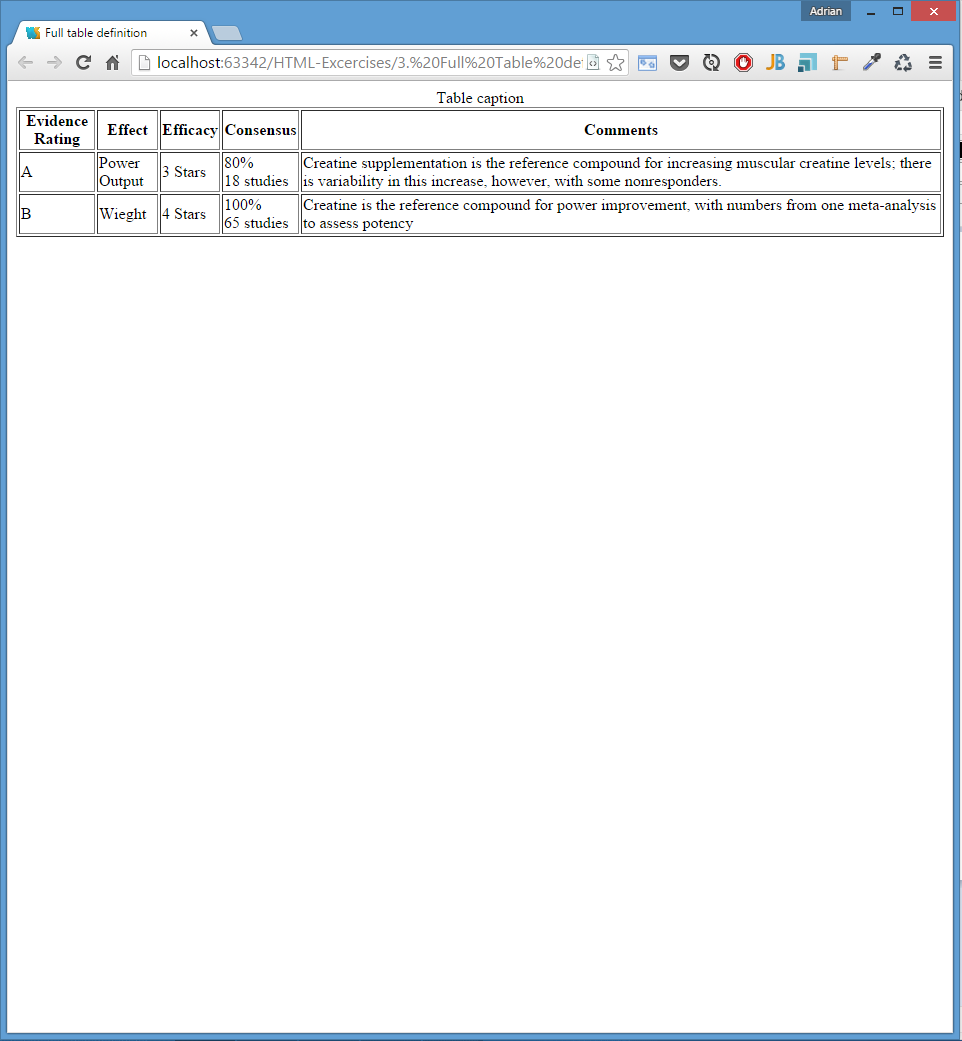 Adrian
Full table definition
localhost:63342/HTML-Excercises/3.%20Full%20Table%20de
Table caption
Evidence Rating Effect Efficacy Consensus Comments
A Power Output 3 Stars 80% 18 studies Creatine supplementation is the reference compound for increasing muscular creatine levels; there
is variability in this increase, however, with some nonresponders.
B Wieght 4 Stars 100% 65 studies Creatine is the reference compound for power improvement, with numbers from one meta-analysis
to assess potency